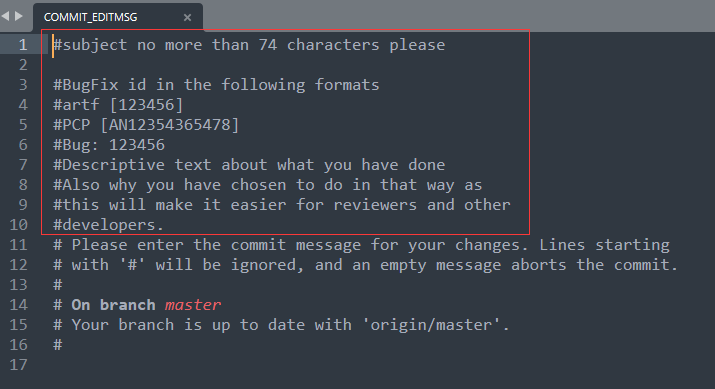 COMMIT_EDITMSG ×
1 #subject no more than 74 characters please
2
3 #BugFix id in the following formats
4 #artf [123456]
5 #PCP [AN12354365478]
6 #Bug: 123456
7 #Descriptive text about what you have done
8 #Also why you have chosen to do in that way as
9 #this will make it easier for reviewers and other
10 #developers.
11 # Please enter the commit message for your changes. Lines starting
12 # with '#' will be ignored, and an empty message aborts the commit.
13 #
14 # On branch master
15 # Your branch is up to date with 'origin/master'.
16 #
17